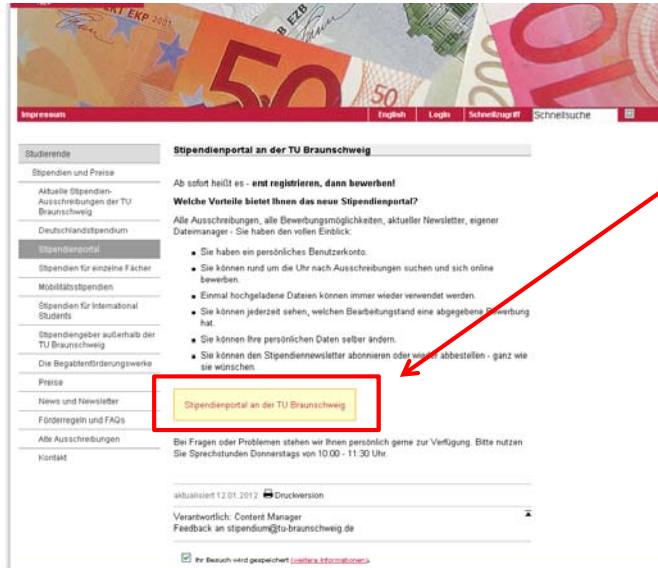 EKT EKP 2001
EZB
50
50
10
Impressum
English
Login
Schnellzugriff
Schnellsuche
Studierende
Stipendien und Preise
Aktuelle Stipendien-
Ausschreibungen der TU
Braunschweig
Deutschlandstipendium
Stipendienportal
Stipendien für einzelne Fächer
Mobilitätsstipendien
Stipendien für International
Students
Stipendiengeber außerhalb der
TU Braunschweig
Die Begabtenförderungswerke
Preise
News und Newsletter
Förderregeln und FAQs
Alte Ausschreibungen
Kontakt
Stipendienportal an der TU Braunschweig
Ab sofort heißt es - erst registrieren, dann bewerben!
Welche Vorteile bietet Ihnen das neue Stipendienportal?
Alle Ausschreibungen, alle Bewerbungsmöglichkeiten, aktueller Newsletter, eigener
Dateimanager - Sie haben den vollen Einblick:
Sie haben ein persönliches Benutzerkonto.
Sie können rund um die Uhr nach Ausschreibungen suchen und sich online
bewerben.
Einmal hochgeladene Dateien können immer wieder verwendet werden.
Sie können jederzeit sehen, welchen Bearbeitungstand eine abgegebene Bewerbung
hat.
Sie können Ihre persönlichen Daten selber ändern.
Sie können den Stipendiennewsletter abonnieren oder wieder abbestellen - ganz wie
sie wünschen.
Stipendienportal an der TU Braunschweig
Bei Fragen oder Problemen stehen wir Ihnen persönlich gerne zur Verfügung. Bitte nutzen
Sie Sprechstunden Donnerstags von 10:00 - 11:30 Uhr.
aktualisiert 12.01.2012 Druckversion
Verantwortlich: Content Manager
Feedback an stipendium@tu-braunschweig.de
Ihr Besuch wird gespeichert (weitere Informationen).